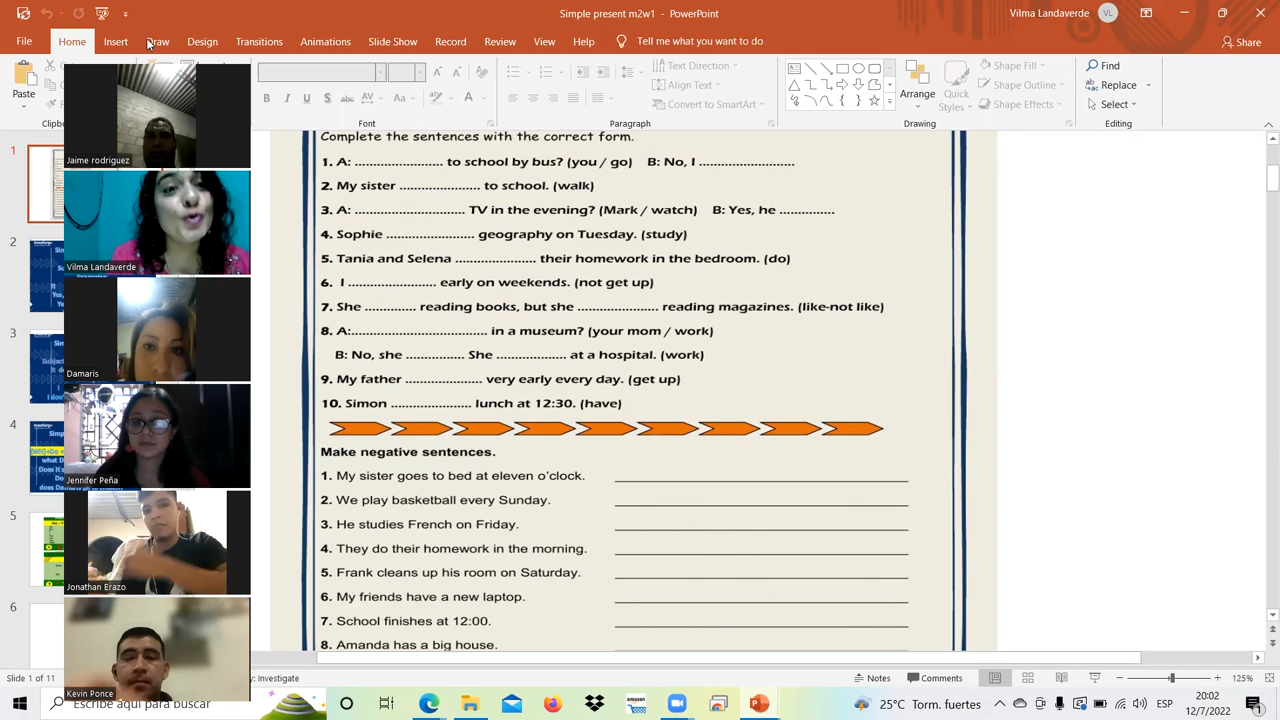 Vilma Landaverde VL
File Home Insert Draw Design Transitions Animations Slide Show Record Review View Help Tell me what you want to do Share
Paste
Text Direction
Align Text
Convert to SmartArt
Arrange
Quick
Styles
Shape Fill
Shape Outline
Shape Effects
Find
Replace
Select
Font Paragraph Drawing Editing
Jaime rodriguez
Vilma Landaverde
Damaris
Jennifer Peña
Jonathan Erazo
Kevin Ponce
Complete the sentences with the correct form.
1. A: ......................... to school by bus? (you / go) B: No, I ...........................
2. My sister ....................... to school. (walk)
3. A: ............................... TV in the evening? (Mark / watch) B: Yes, he ...............
4. Sophie ......................... geography on Tuesday. (study)
5. Tania and Selena ....................... their homework in the bedroom. (do)
6. I ......................... early on weekends. (not get up)
7. She .............. reading books, but she ....................... reading magazines. (like-not like)
8. A:....................................... in a museum? (your mom / work)
B: No, she ................ She .................... at a hospital. (work)
9. My father ...................... very early every day. (get up)
10. Simon ....................... lunch at 12:30. (have)
Make negative sentences.
1. My sister goes to bed at eleven o'clock.
2. We play basketball every Sunday.
3. He studies French on Friday.
4. They do their homework in the morning.
5. Frank cleans up his room on Saturday.
6. My friends have a new laptop.
7. School finishes at 12:00.
8. Amanda has a big house.
Slide 1 of 11
y: Investigate
Notes
Comments
125%
Escribe aquí para buscar
25°C Torm. fuertes
ESP
20:02
12/7/2022